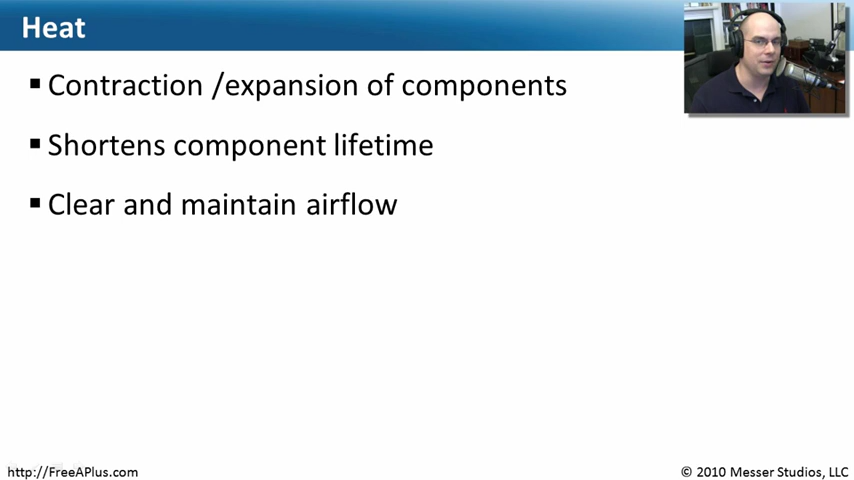 Heat
▪ Contraction /expansion of components
▪ Shortens component lifetime
▪ Clear and maintain airflow
http://FreeAPlus.com
© 2010 Messer Studios, LLC